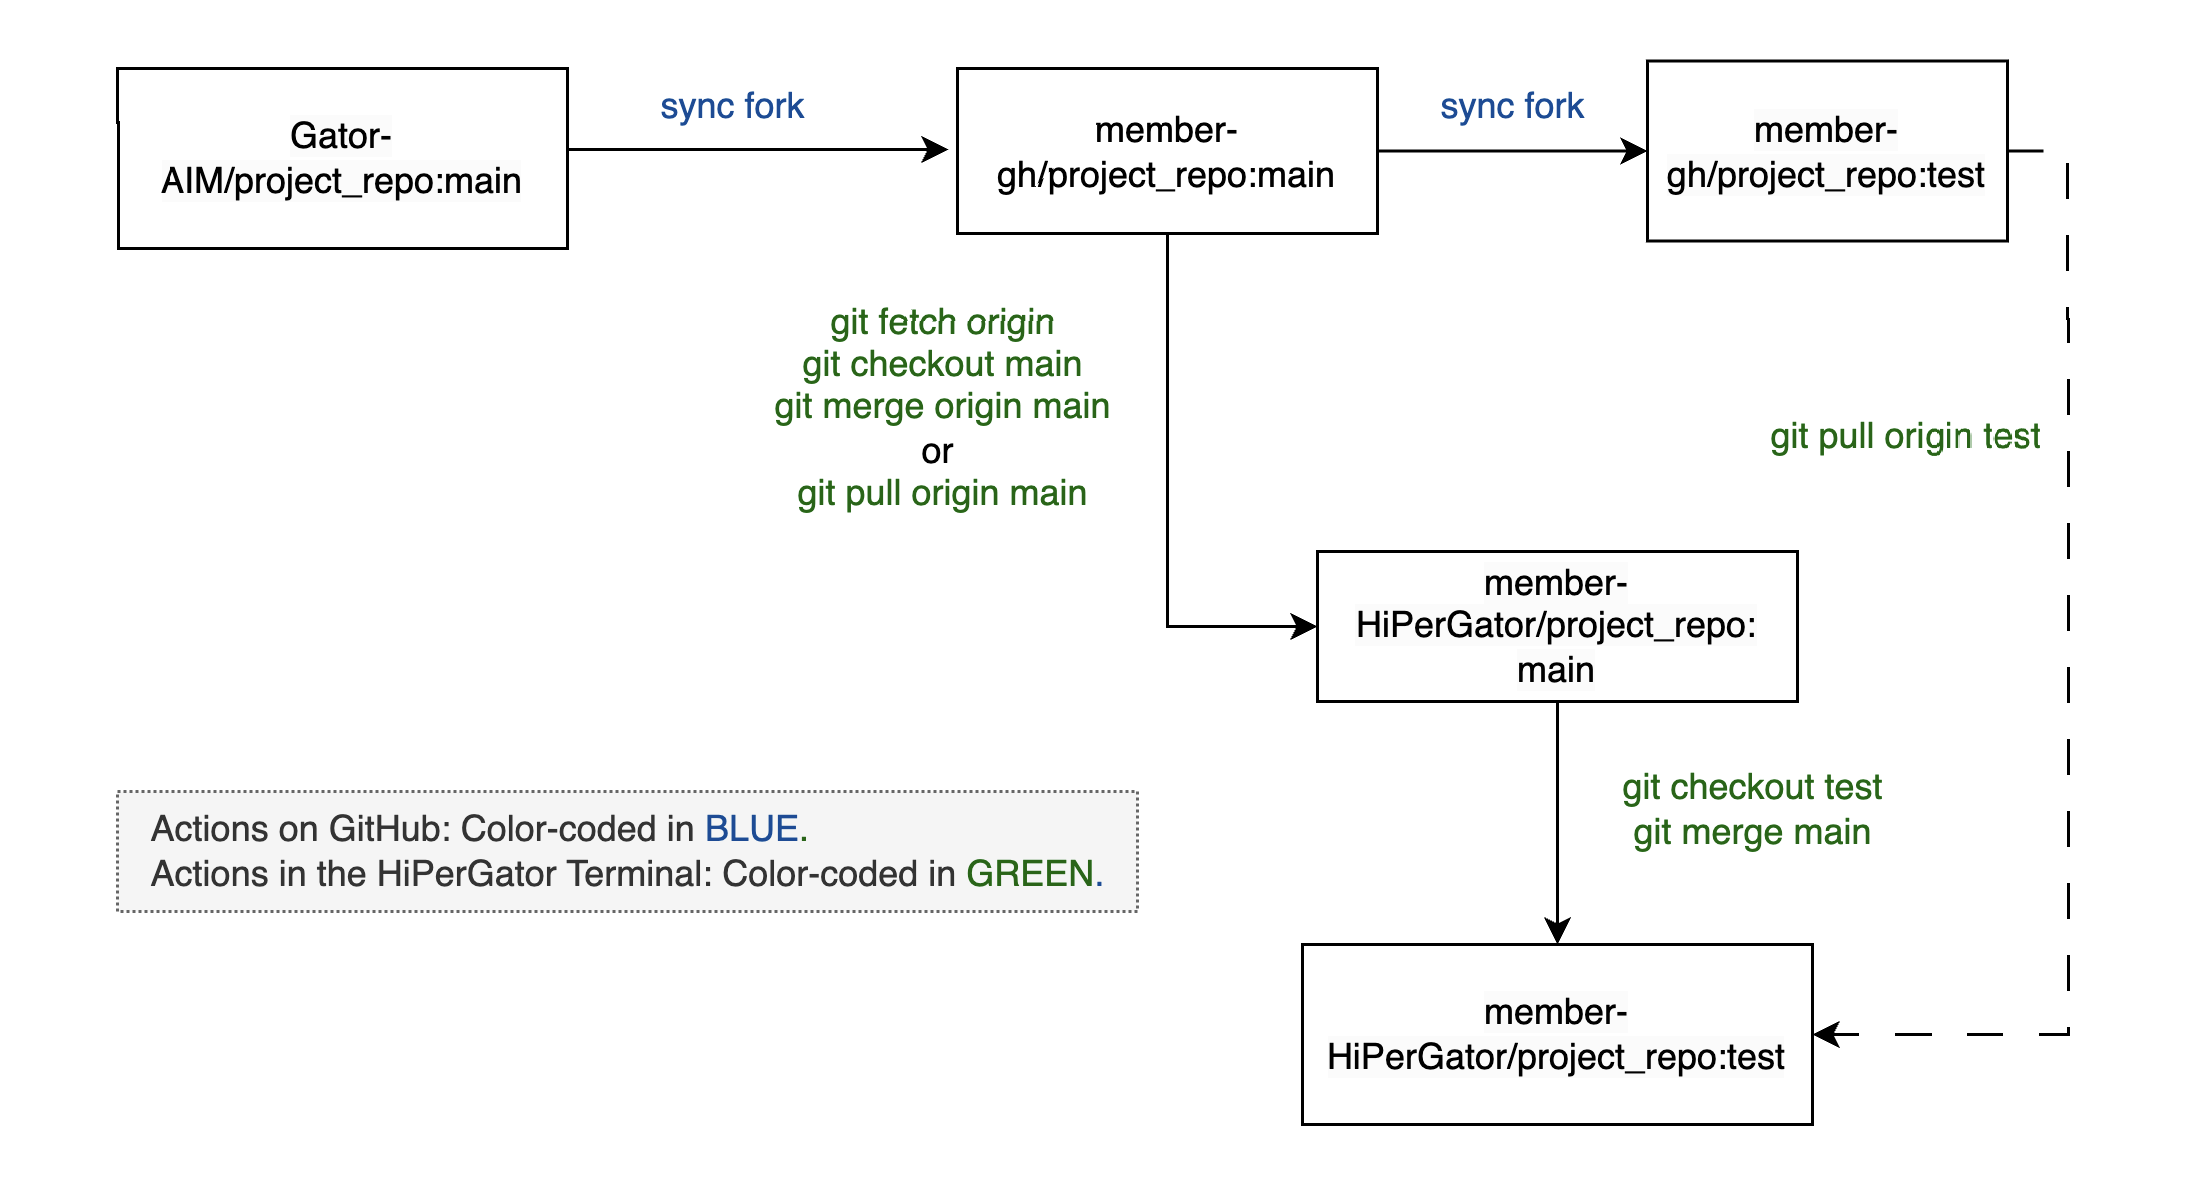 Gator-
AIM/project_repo:main
sync fork
member-
gh/project_repo:main
sync fork
member-
gh/project_repo:test
git fetch origin
git checkout main
git merge origin main
or
git pull origin main
git pull origin test
member-
HiPerGator/project_repo:
main
git checkout test
git merge main
Actions on GitHub: Color-coded in BLUE.
Actions in the HiPerGator Terminal: Color-coded in GREEN.
member-
HiPerGator/project_repo:test